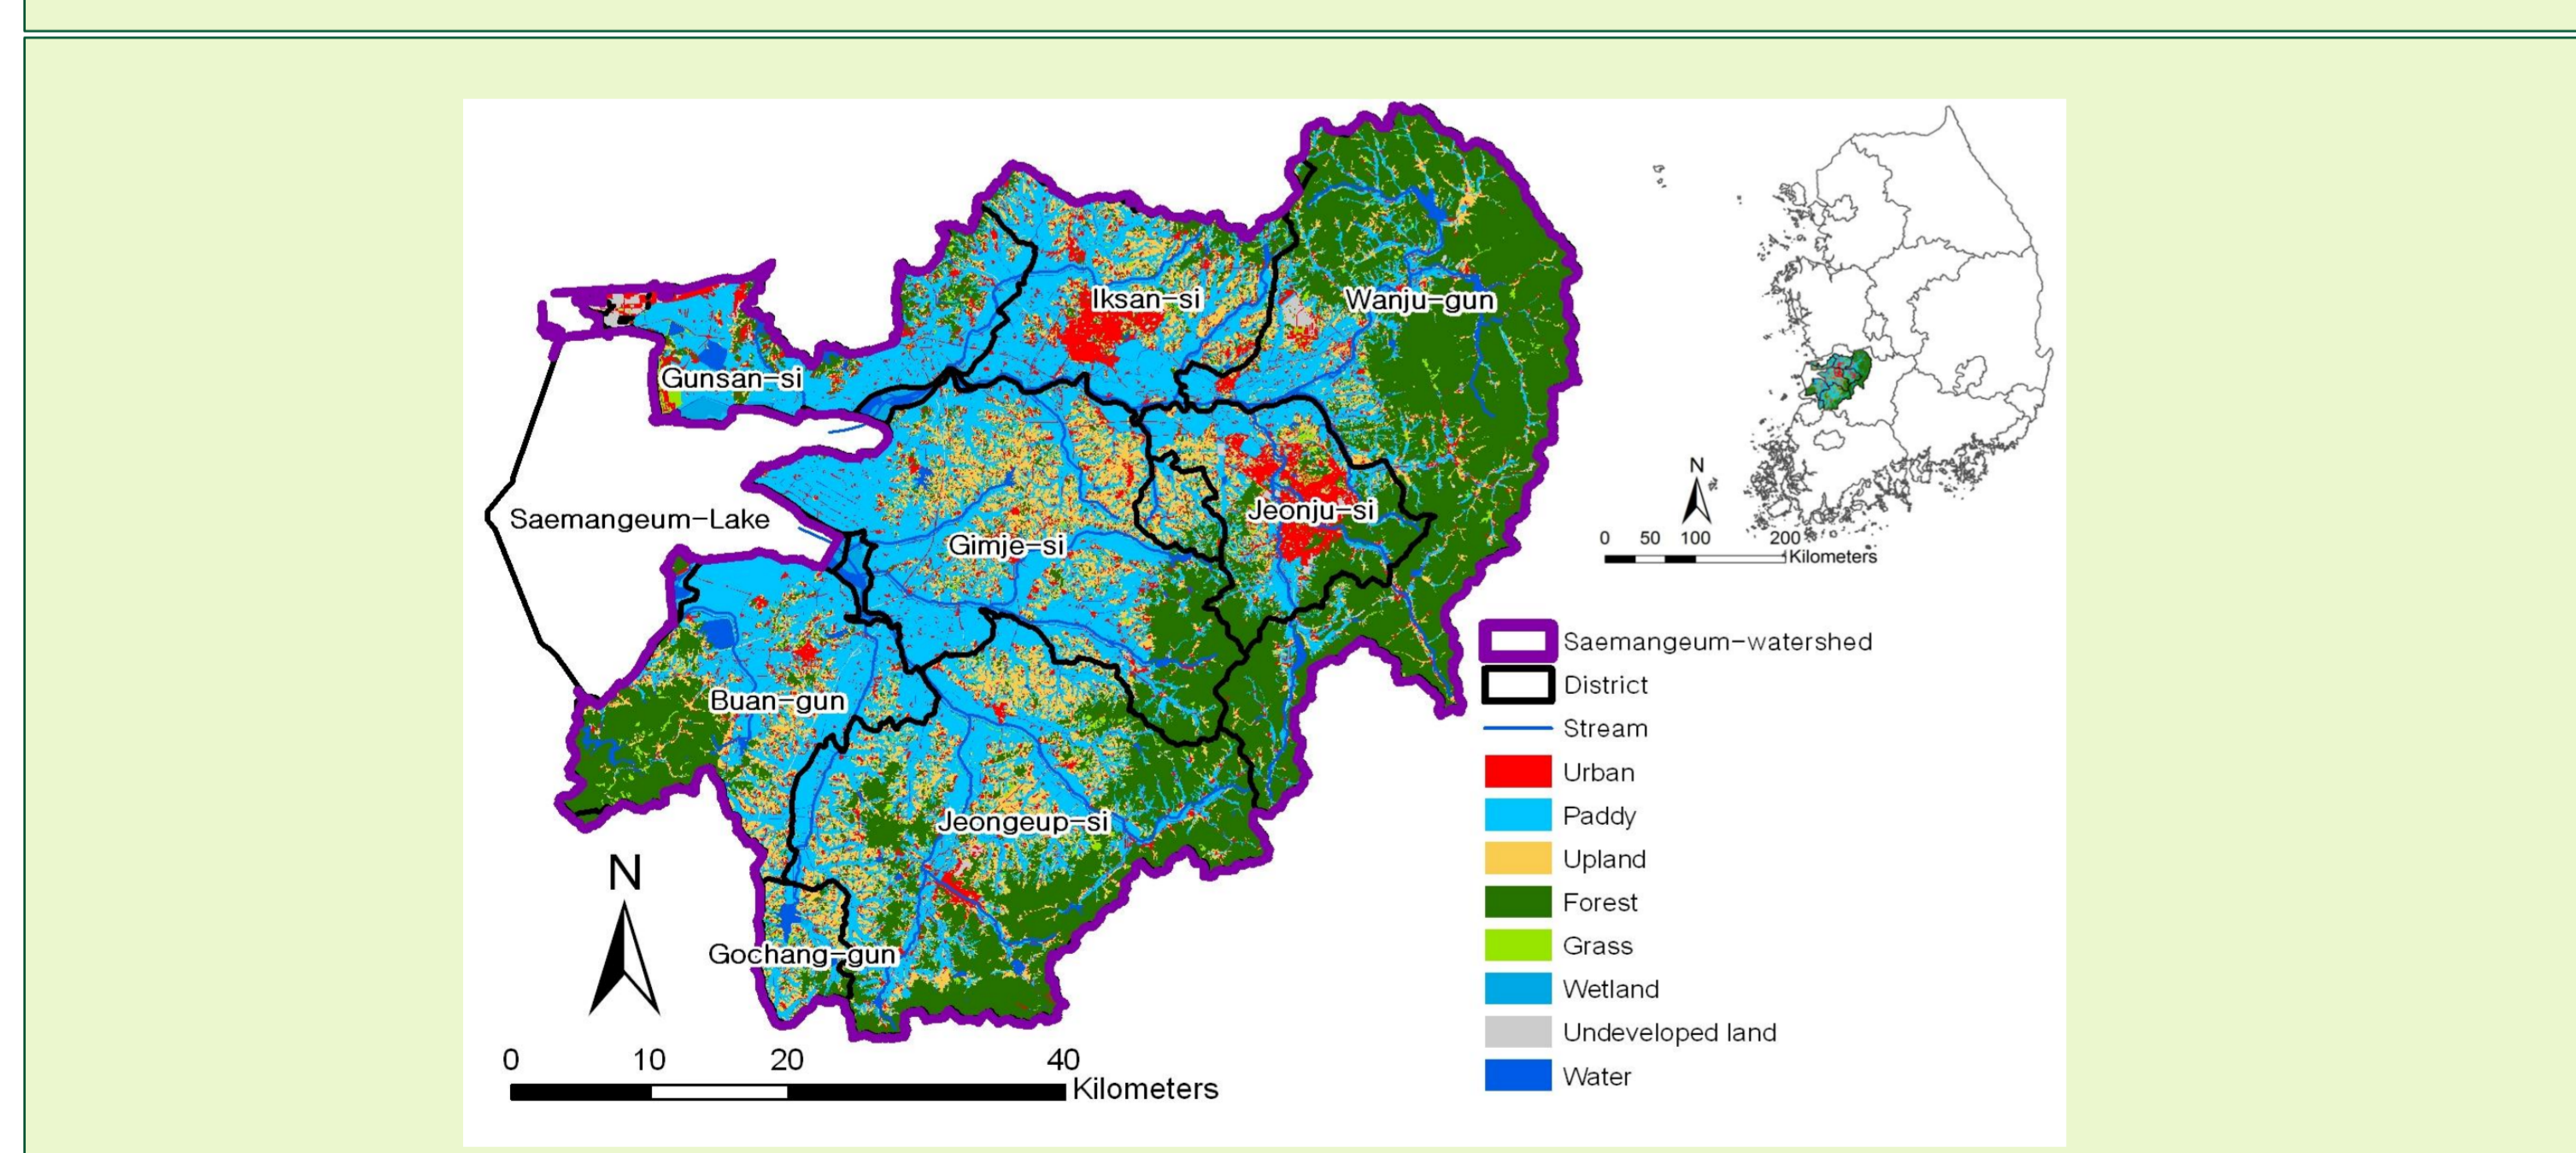 Iksan-si
Wanju-gun
Gunsan-si
Saemangeum-Lake
Jeonju-si
Gimje-si
Buan-gun
Jeongeup-si
Gochang-gun
N
0 10 20 40
Kilometers
N
0 50 100 200
Kilometers
Saemangeum-watershed
District
Stream
Urban
Paddy
Upland
Forest
Grass
Wetland
Undeveloped land
Water